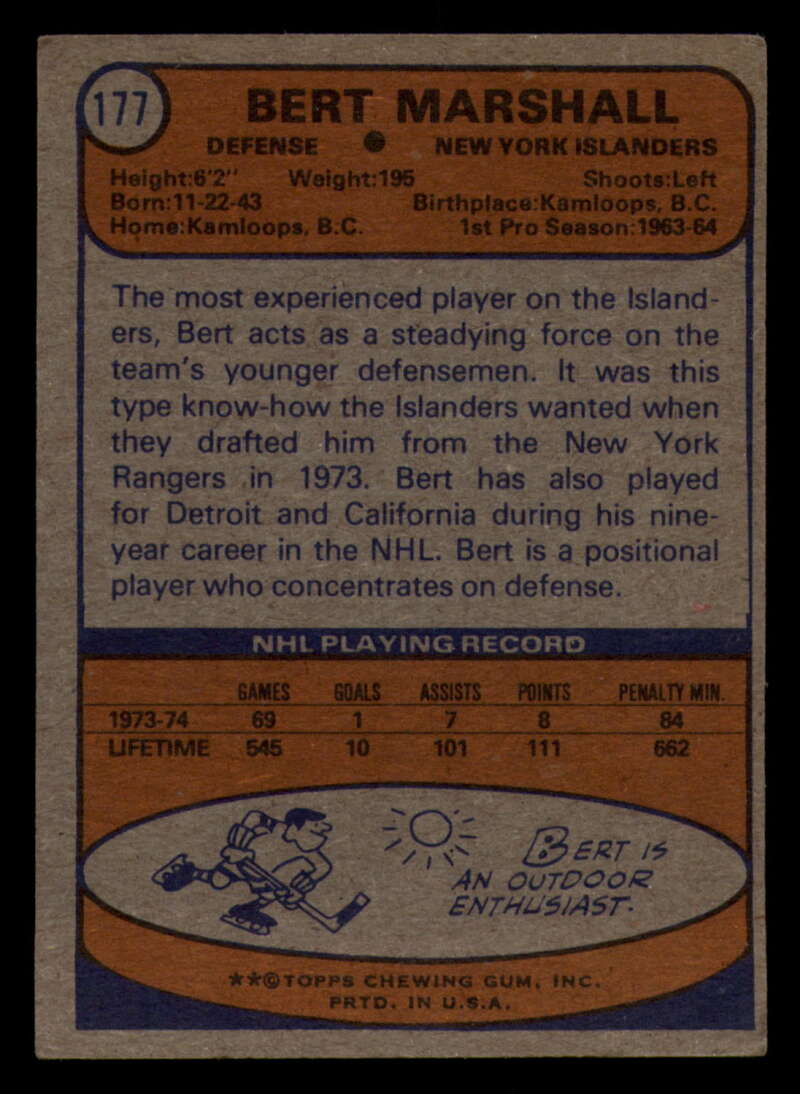 177
BERT MARSHALL
DEFENSE ● NEW YORK ISLANDERS
Height:6'2" Weight:195 Shoots:Left
Born:11-22-43 Birthplace:Kamloops, B.C.
Home:Kamloops, B.C. 1st Pro Season:1963-64
The most experienced player on the Island-
ers, Bert acts as a steadying force on the
team's younger defensemen. It was this
type know-how the Islanders wanted when
they drafted him from the New York
Rangers in 1973. Bert has also played
for Detroit and California during his nine-
year career in the NHL. Bert is a positional
player who concentrates on defense.
NHL PLAYING RECORD
GAMES GOALS ASSISTS POINTS PENALTY MIN.
1973-74 69 1 7 8 84
LIFETIME 545 10 101 111 662
BERT IS
AN OUTDOOR
ENTHUSIAST.
**©TOPPS CHEWING GUM, INC.
PRTD. IN U.S.A.